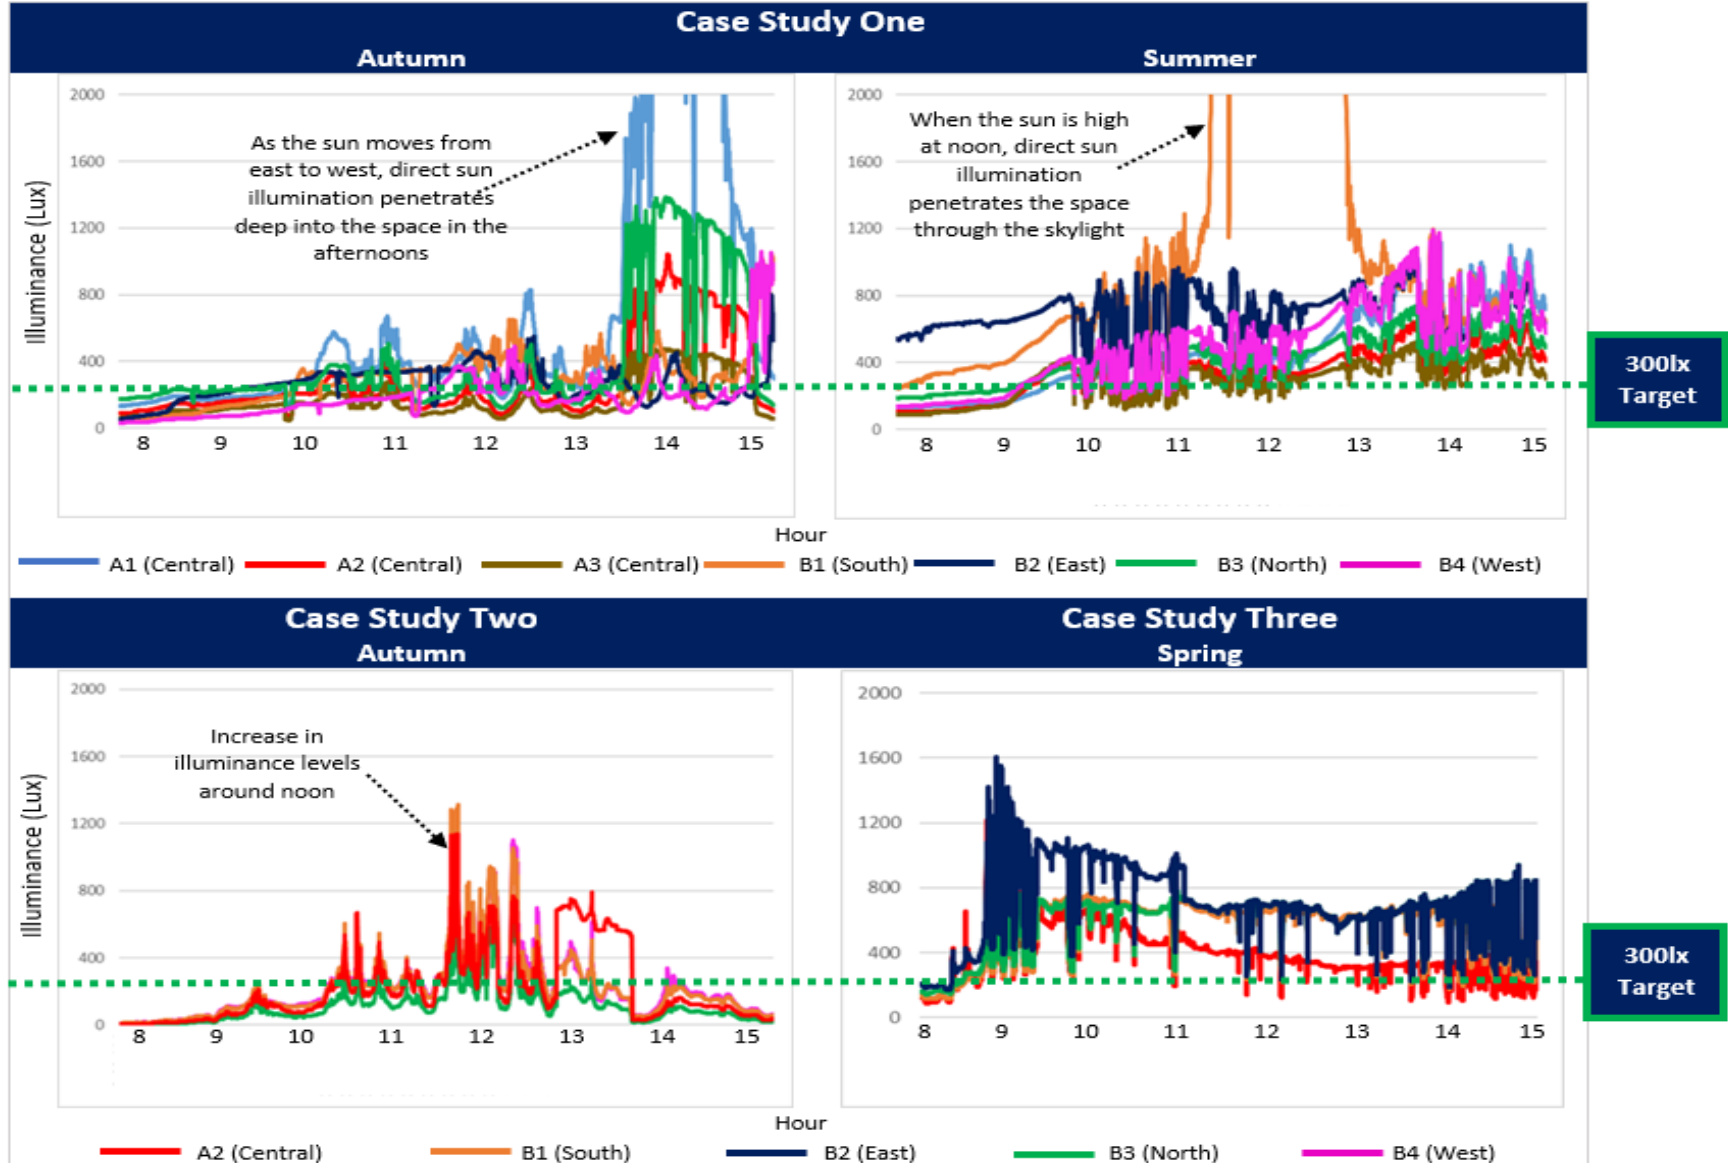 Case Study One
Autumn
Summer
Illuminance (Lux)
2000
1600
1200
800
400
0
As the sun moves from
east to west, direct sun
illumination penetrates
deep into the space in the
afternoons
8 9 10 11 12 13 14 15
2000
1600
1200
800
400
0
When the sun is high
at noon, direct sun
illumination
penetrates the space
through the skylight
8 9 10 11 12 13 14 15
300lx
Target
Hour
A1 (Central) A2 (Central) A3 (Central) B1 (South) B2 (East) B3 (North) B4 (West)
Case Study Two
Autumn
Case Study Three
Spring
Illuminance (Lux)
2000
1600
1200
800
400
0
Increase in
illuminance levels
around noon
8 9 10 11 12 13 14 15
2000
1600
1200
800
400
0
8 9 10 11 12 13 14 15
300lx
Target
Hour
A2 (Central) B1 (South) B2 (East) B3 (North) B4 (West)